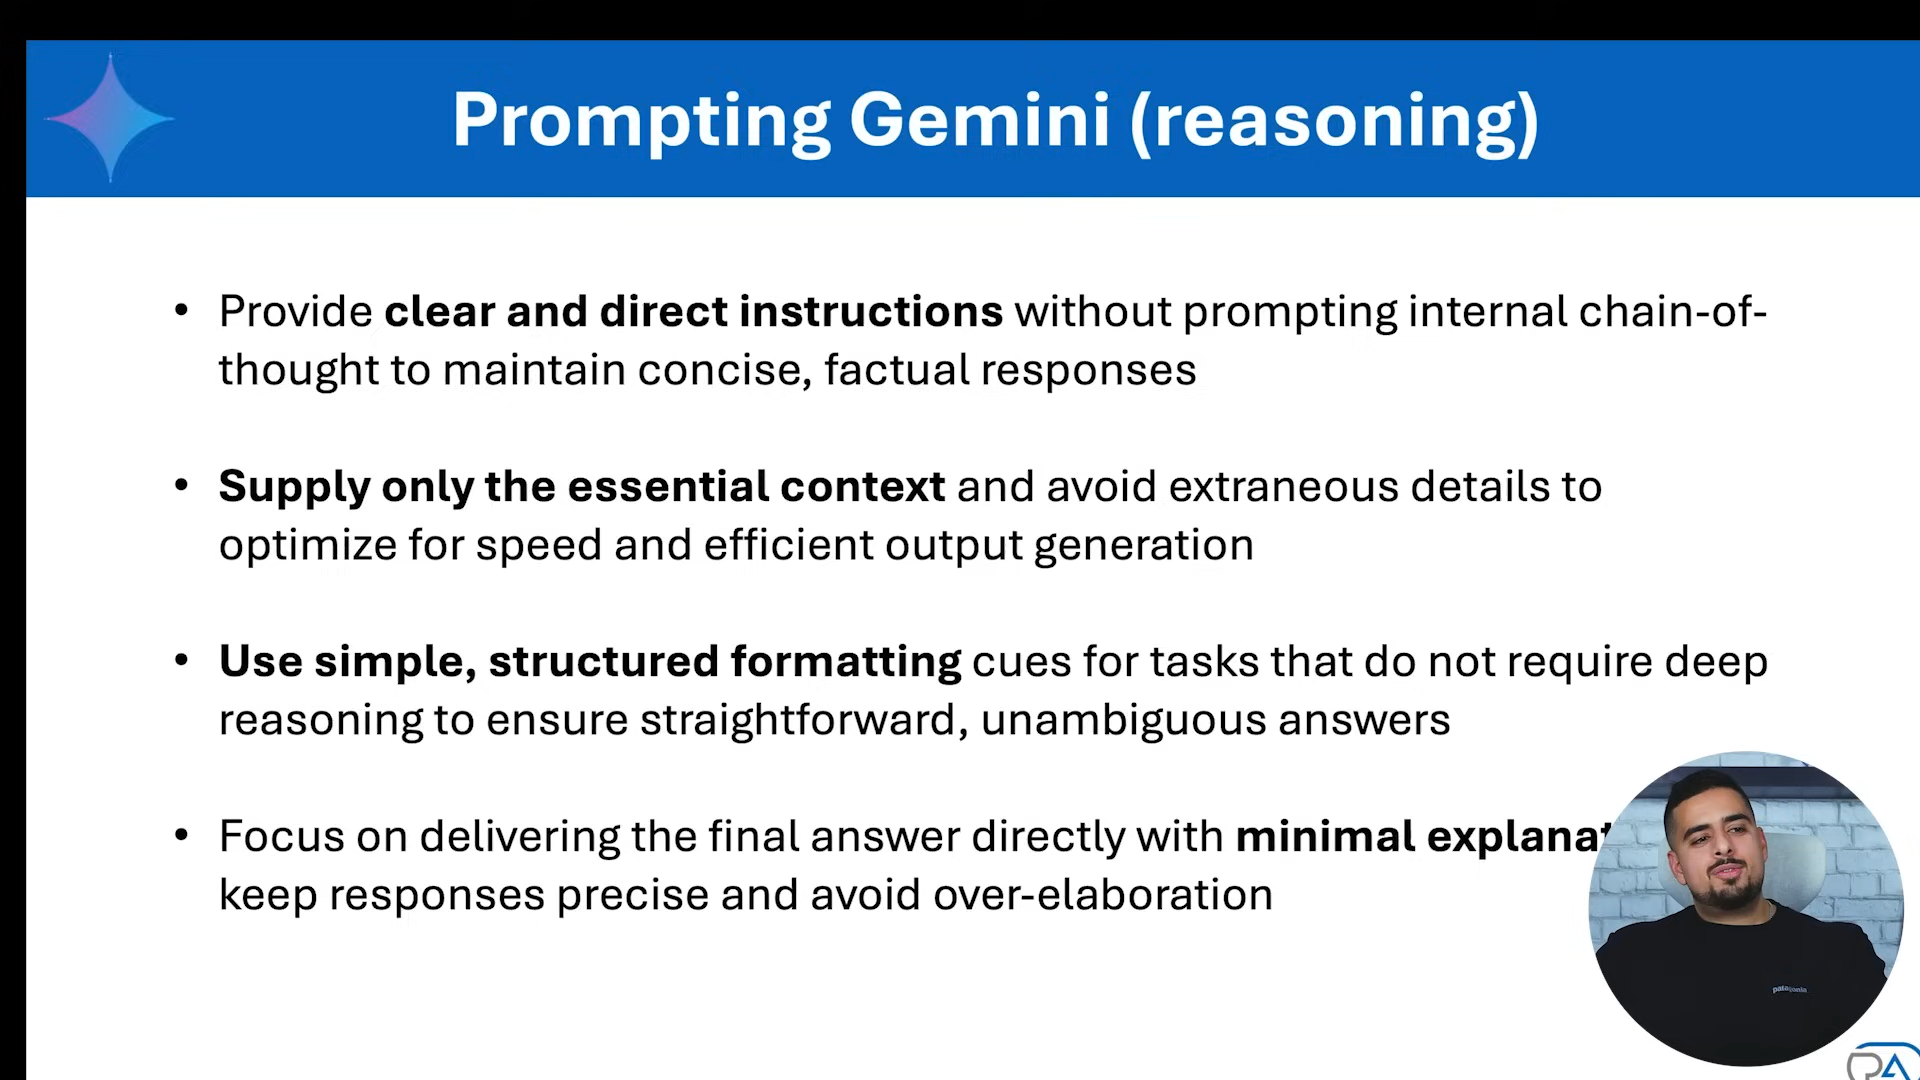 Prompting Gemini (reasoning)
• Provide clear and direct instructions without prompting internal chain-of-
thought to maintain concise, factual responses
• Supply only the essential context and avoid extraneous details to
optimize for speed and efficient output generation
• Use simple, structured formatting cues for tasks that do not require deep
reasoning to ensure straightforward, unambiguous answers
• Focus on delivering the final answer directly with minimal
keep responses precise and avoid over-elaboration
patagonia
PA